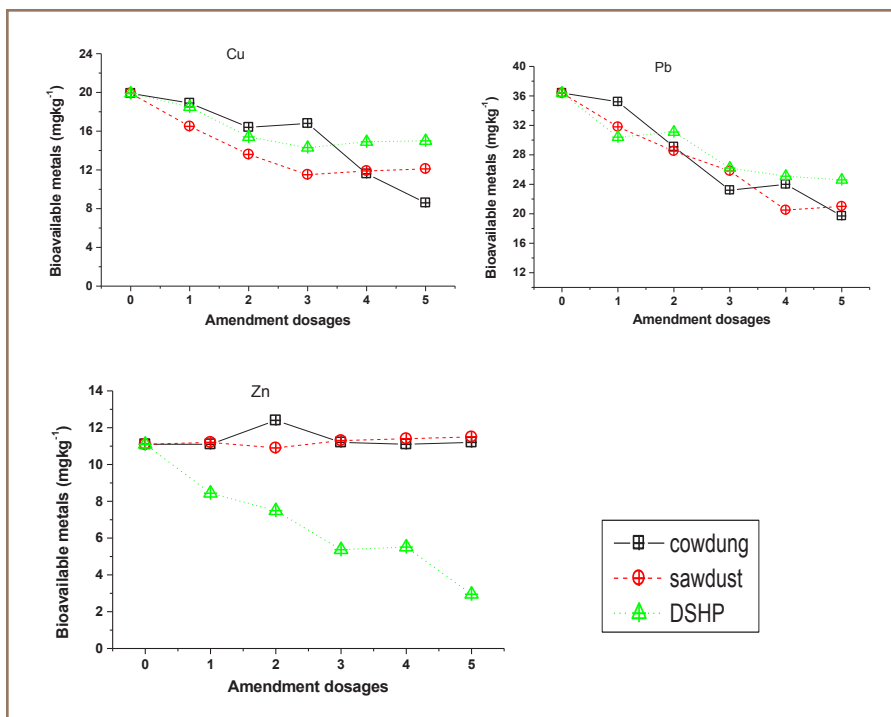 Cu
Bioavailable metals (mgkg⁻¹)
24
20
16
12
8
4
0
0 1 2 3 4 5
Amendment dosages
Pb
Bioavailable metals (mgkg⁻¹)
40
36
32
28
24
20
16
12
0 1 2 3 4 5
Amendment dosages
Zn
Bioavailable metals (mgkg⁻¹)
14
12
10
8
6
4
2
0
0 1 2 3 4 5
Amendment dosages
cowdung
sawdust
DSHP